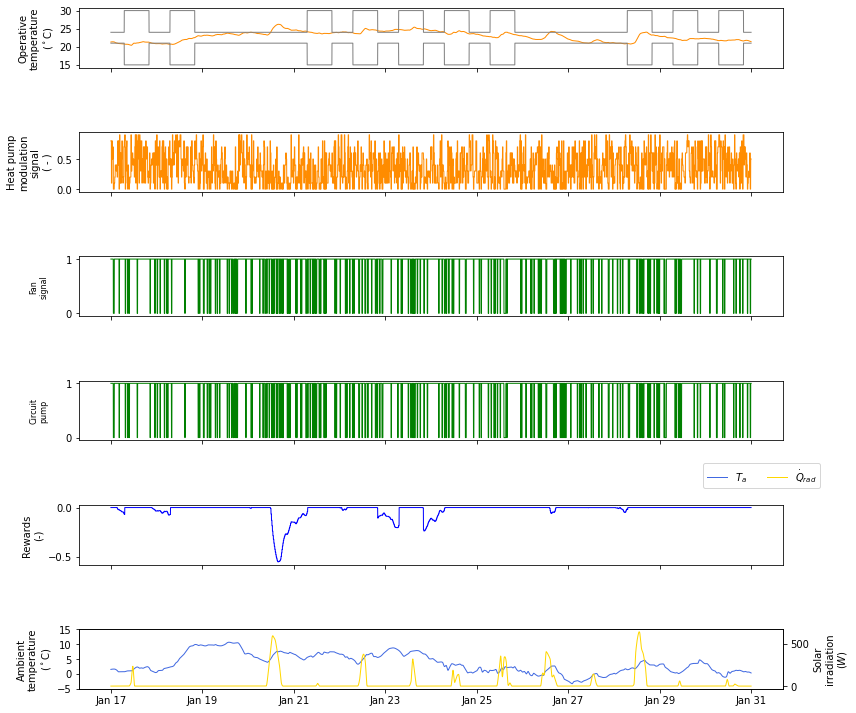 Operative
temperature
(°C)
30
25
20
15
Heat pump
modulation
signal
( - )
0.5
0.0
Fan
signal
1
0
Circuit
pump
1
0
T_a
Q̇_rad
Rewards
(-)
0.0
−0.5
Ambient
temperature
(°C)
15
10
5
0
−5
500
0
Solar
irradiation
(W)
Jan 17
Jan 19
Jan 21
Jan 23
Jan 25
Jan 27
Jan 29
Jan 31